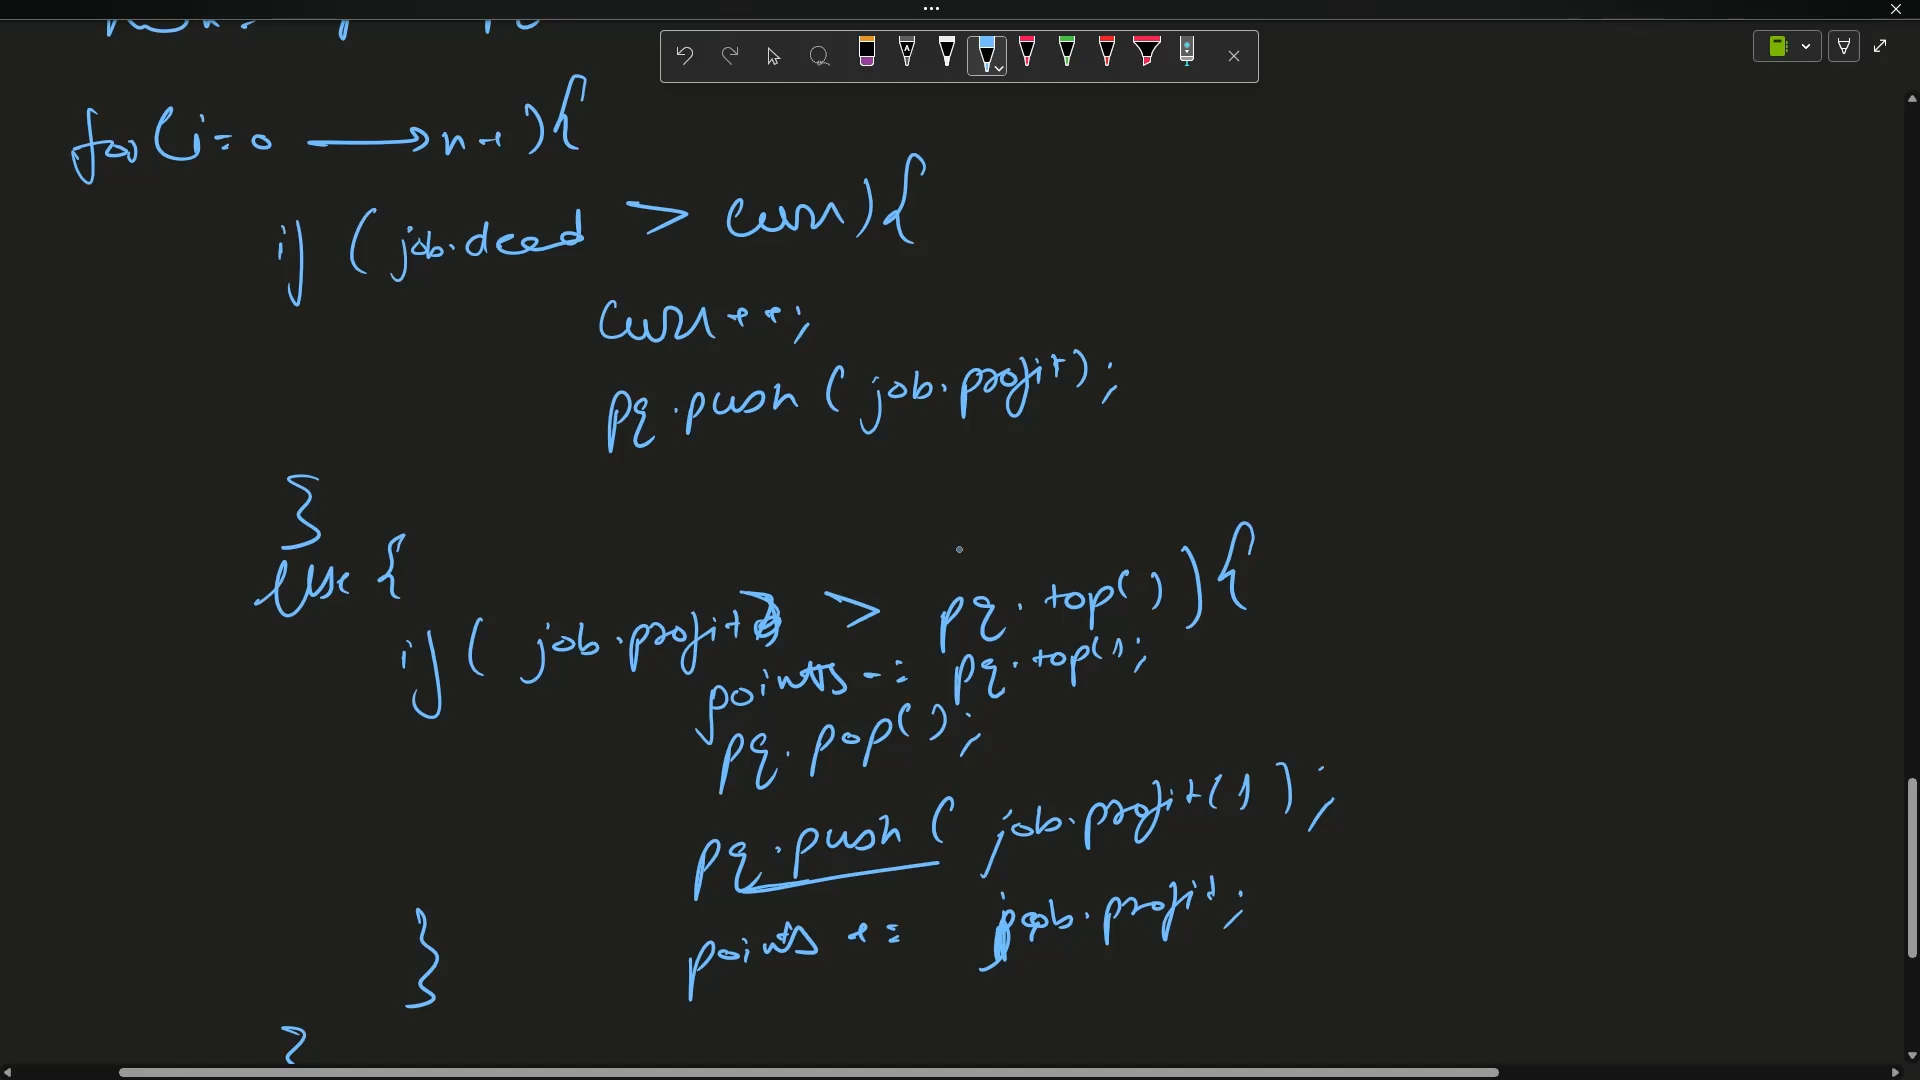 for(i=0 → n-1){
if (job.dead > curr){
curr++;
pq.push(job.profit);
}
else {
if( job.profit > pq.top()){
points -= pq.top();
pq.pop();
pq.push( job.profit());
points += job.profit;
}
}